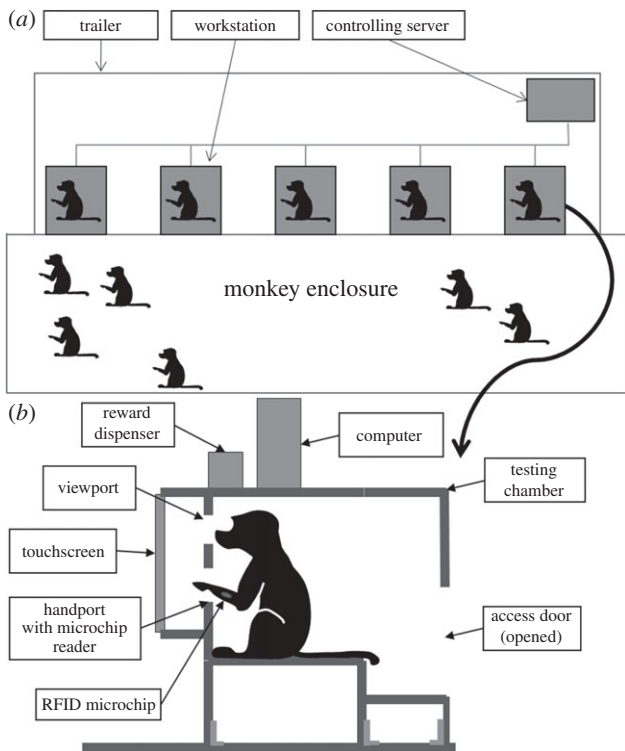 (a)
trailer
workstation
controlling server
monkey enclosure
(b)
reward
dispenser
computer
viewport
testing
chamber
touchscreen
handport
with microchip
reader
access door
(opened)
RFID microchip